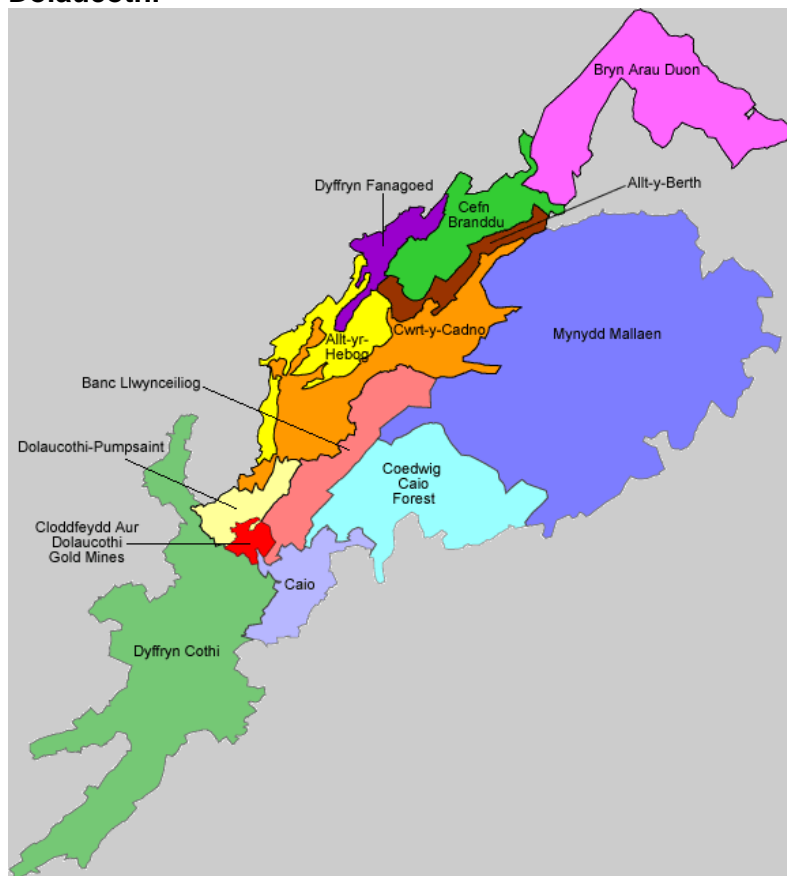 Dolaucothi
Bryn Arau Duon
Dyffryn Fanagoed
Allt-y-Berth
Cefn
Branddu
Allt-yr-
Hebog
Cwrt-y-Cadno
Mynydd Mallaen
Banc Llwynceiliog
Dolaucothi-Pumpsaint
Coedwig
Caio
Forest
Cloddfeydd Aur
Dolaucothi
Gold Mines
Caio
Dyffryn Cothi